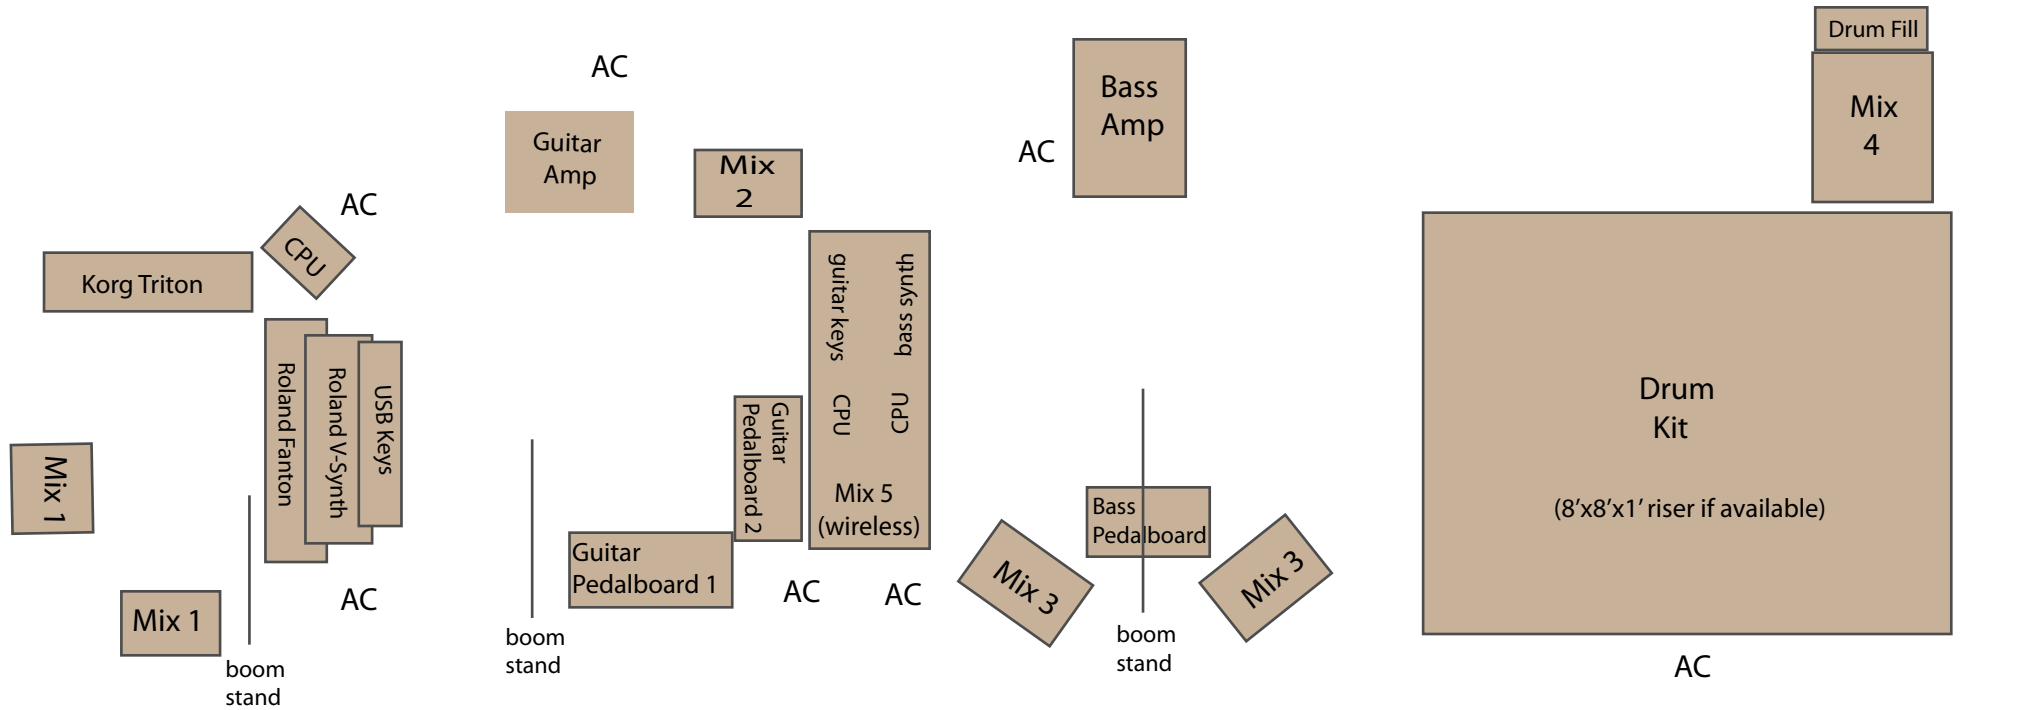 AC
Guitar
Amp
Mix
2
AC
Bass
Amp
Drum Fill
Mix
4
AC
CPU
Korg Triton
Roland Fanton
Roland V-Synth
USB Keys
Mix 1
Mix 1
boom
stand
AC
guitar keys
bass synth
CPU
CPU
Mix 5
(wireless)
Guitar
Pedalboard 2
Guitar
Pedalboard 1
boom
stand
AC
AC
Bass
Pedalboard
Mix 3
Mix 3
boom
stand
Drum
Kit
(8’x8’x1’ riser if available)
AC